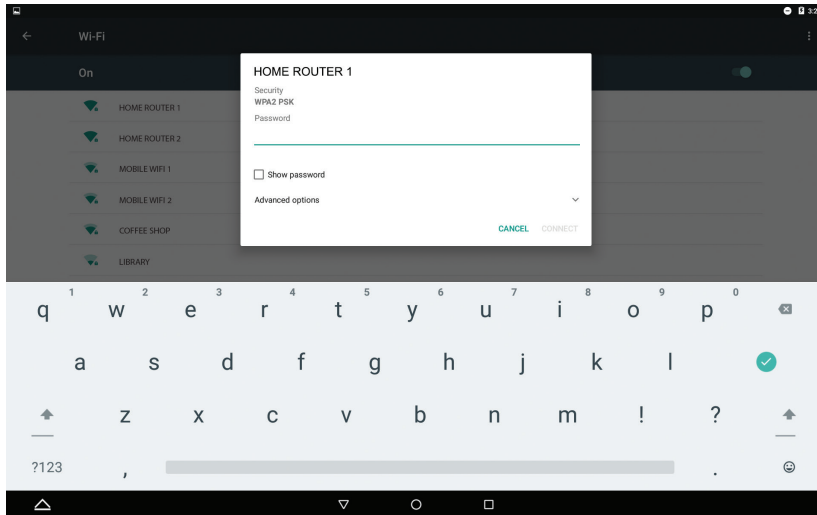 3:2
Wi-Fi
On
HOME ROUTER 1
HOME ROUTER 2
MOBILE WIFI 1
MOBILE WIFI 2
COFFEE SHOP
LIBRARY
HOME ROUTER 1
Security
WPA2 PSK
Password
Show password
Advanced options
CANCEL CONNECT
1 2 3 4 5 6 7 8 9 0
q w e r t y u i o p
a s d f g h j k l
z x c v b n m ! ?
?123 , .